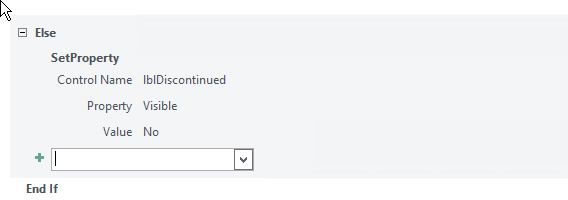 Else
SetProperty
Control Name lblDiscontinued
Property Visible
Value No
End If